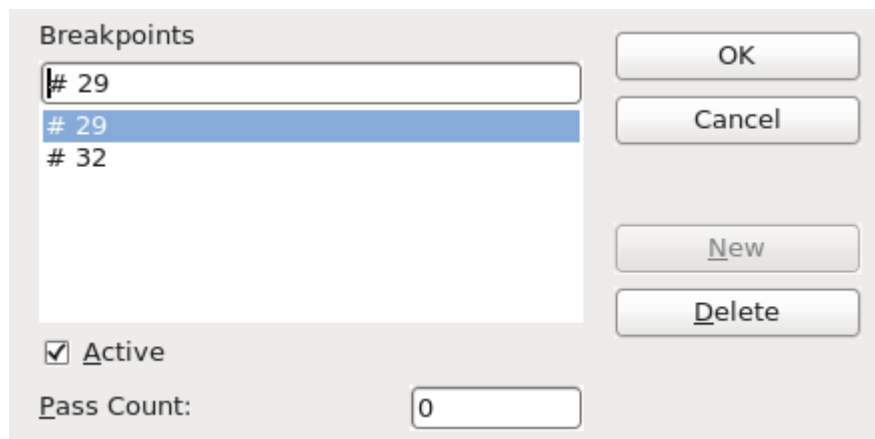 Breakpoints
# 29
# 29
# 32
Active
Pass Count:
0
OK
Cancel
New
Delete